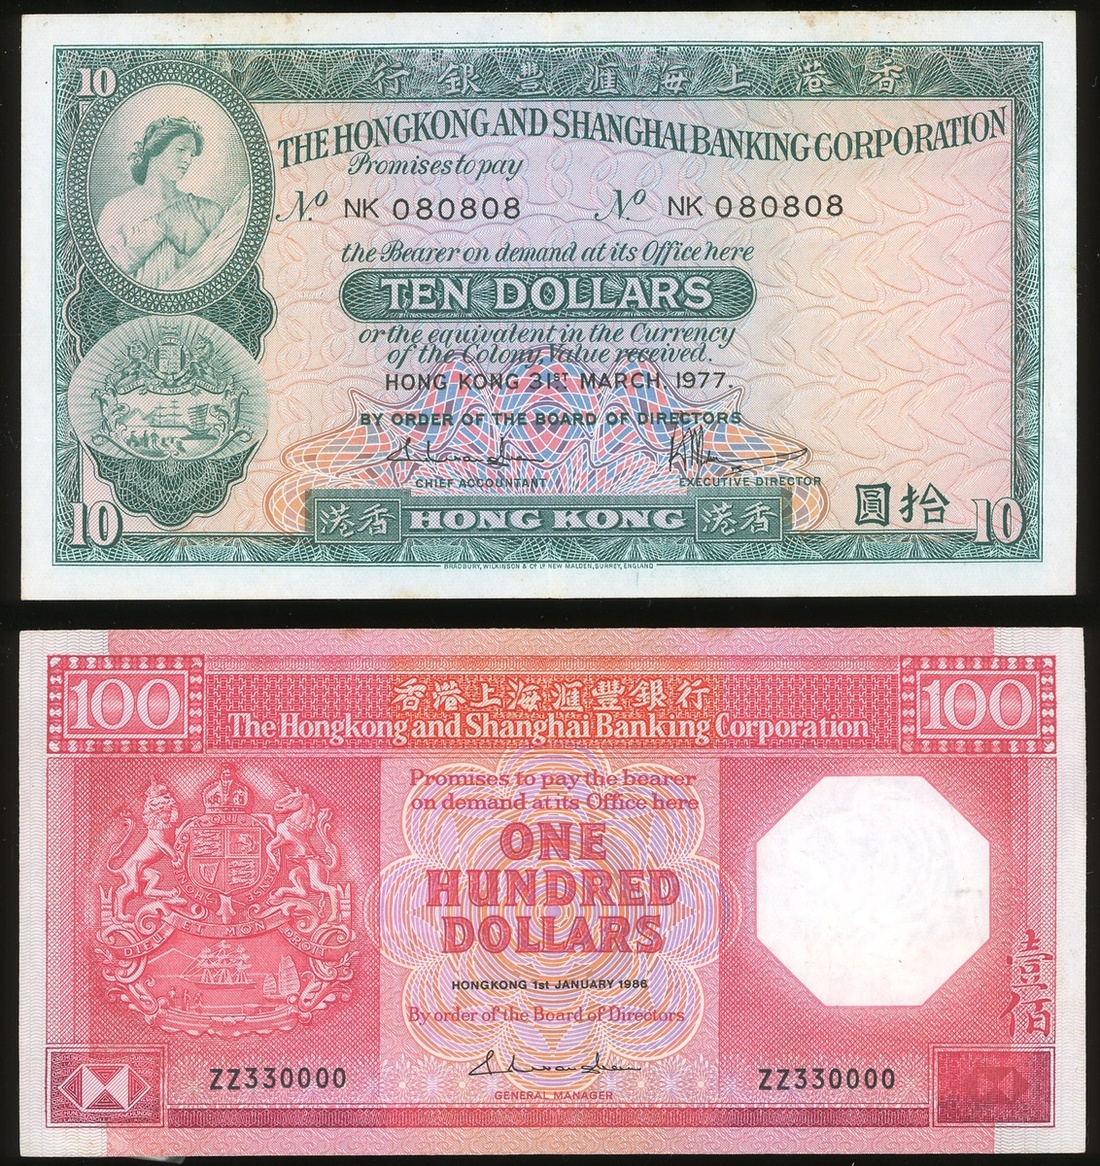 10
行銀豐滙海上港香
THE HONGKONG AND SHANGHAI BANKING CORPORATION
Promises to pay
Nº NK 080808 Nº NK 080808
the Bearer on demand at its Office here
TEN DOLLARS
or the equivalent in the Currency
of the Colony, Value received.
HONG KONG 31ST MARCH 1977.
BY ORDER OF THE BOARD OF DIRECTORS
CHIEF ACCOUNTANT EXECUTIVE DIRECTOR
圓拾
10 港香 HONG KONG 港香 10
BRADBURY, WILKINSON & Cº Lº NEW MALDEN, SURREY, ENGLAND
100 香港上海滙豐銀行 100
The Hongkong and Shanghai Banking Corporation
Promises to pay the bearer
on demand at its Office here
ONE
HUNDRED
DOLLARS
DIEU ET MON DROIT
HONGKONG 1st JANUARY 1986
By order of the Board of Directors
壹佰
ZZ330000 ZZ330000
GENERAL MANAGER